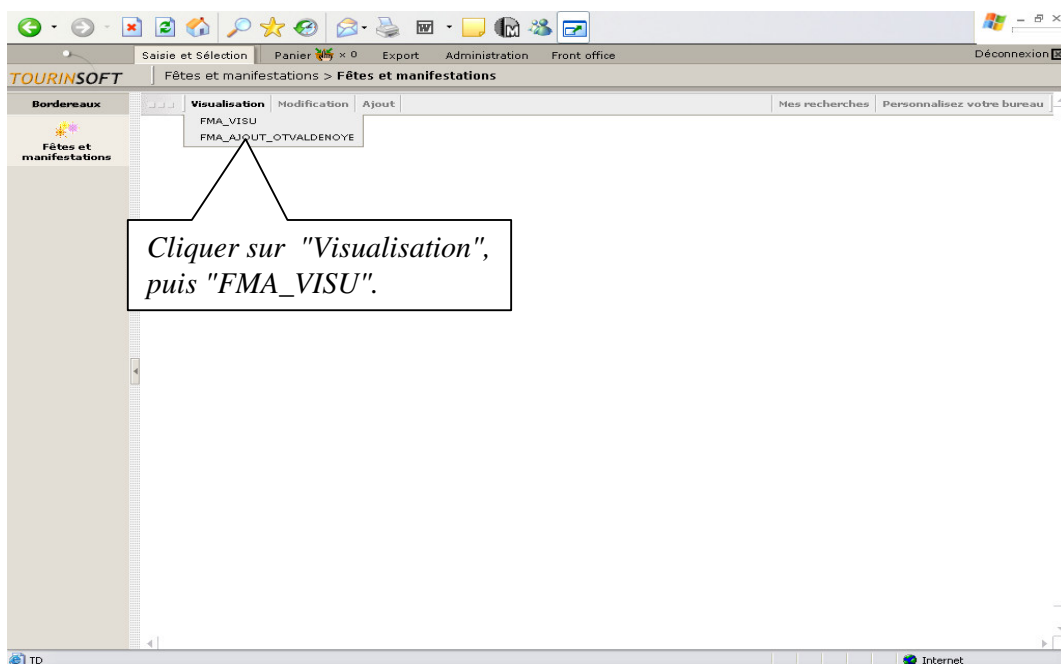 Saisie et Sélection Panier × 0 Export Administration Front office Déconnexion
TOURINSOFT Fêtes et manifestations > Fêtes et manifestations
Bordereaux Visualisation Modification Ajout Mes recherches Personnalisez votre bureau
FMA_VISU
FMA_AJOUT_OTVALDENOYE
Fêtes et
manifestations
Cliquer sur "Visualisation",
puis "FMA_VISU".
TD Internet